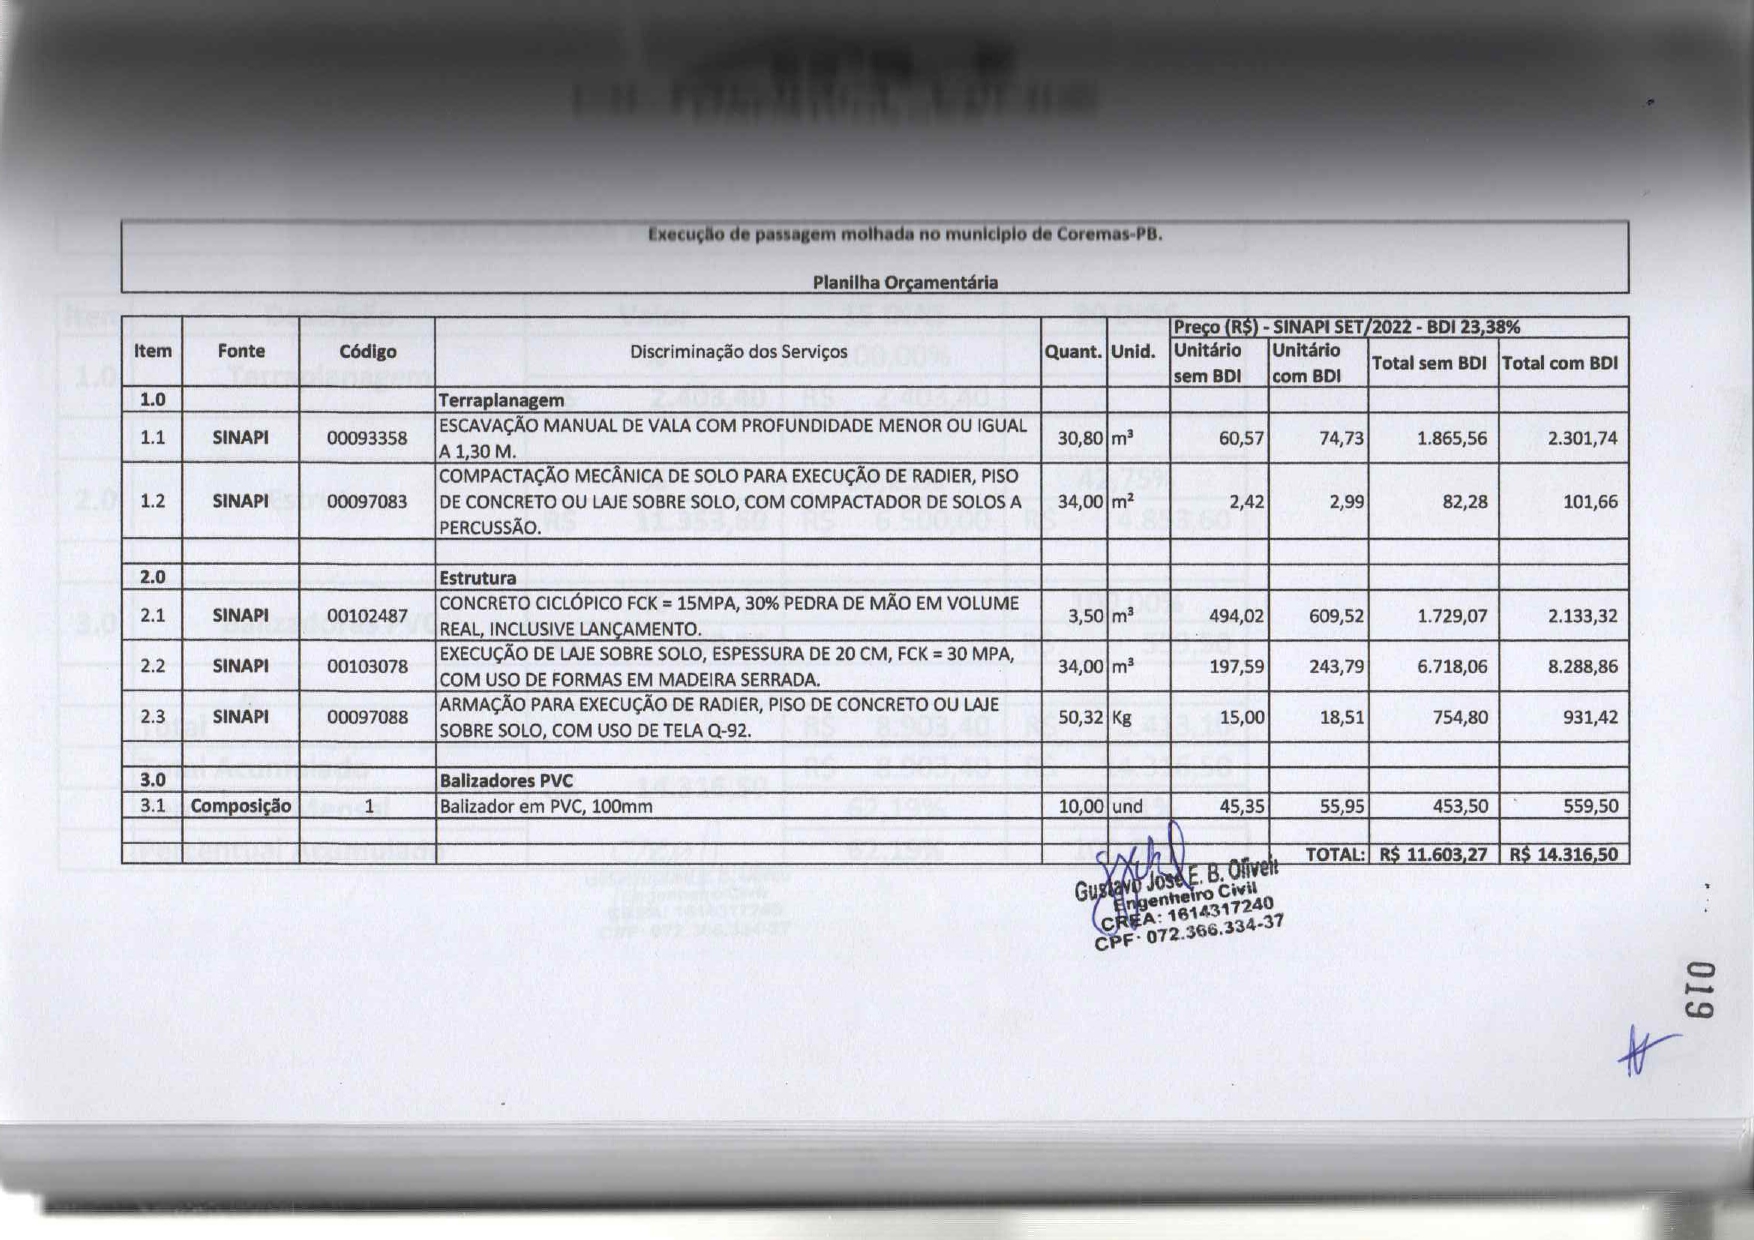 Execução de passagem molhada no município de Coremas-PB.
Planilha Orçamentária
Preço (R$) - SINAPI SET/2022 - BDI 23,38%
Item Fonte Código Discriminação dos Serviços Quant. Unid. Unitário sem BDI Unitário com BDI Total sem BDI Total com BDI
1.0 Terraplanagem
1.1 SINAPI 00093358 ESCAVAÇÃO MANUAL DE VALA COM PROFUNDIDADE MENOR OU IGUAL
A 1,30 M. 30,80 m³ 60,57 74,73 1.865,56 2.301,74
COMPACTAÇÃO MECÂNICA DE SOLO PARA EXECUÇÃO DE RADIER, PISO
1.2 SINAPI 00097083 DE CONCRETO OU LAJE SOBRE SOLO, COM COMPACTADOR DE SOLOS A 34,00 m² 2,42 2,99 82,28 101,66
PERCUSSÃO.
2.0 Estrutura
2.1 SINAPI 00102487 CONCRETO CICLÓPICO FCK = 15MPA, 30% PEDRA DE MÃO EM VOLUME
REAL, INCLUSIVE LANÇAMENTO. 3,50 m³ 494,02 609,52 1.729,07 2.133,32
2.2 SINAPI 00103078 EXECUÇÃO DE LAJE SOBRE SOLO, ESPESSURA DE 20 CM, FCK = 30 MPA,
COM USO DE FORMAS EM MADEIRA SERRADA. 34,00 m³ 197,59 243,79 6.718,06 8.288,86
2.3 SINAPI 00097088 ARMAÇÃO PARA EXECUÇÃO DE RADIER, PISO DE CONCRETO OU LAJE
SOBRE SOLO, COM USO DE TELA Q-92. 50,32 Kg 15,00 18,51 754,80 931,42
3.0 Balizadores PVC
3.1 Composição 1 Balizador em PVC, 100mm 10,00 und 45,35 55,95 453,50 559,50
TOTAL: R$ 11.603,27 R$ 14.316,50
Gustavo José E. B. Oliveir
Engenheiro Civil
CREA: 1614317240
CPF: 072.366.334-37
019